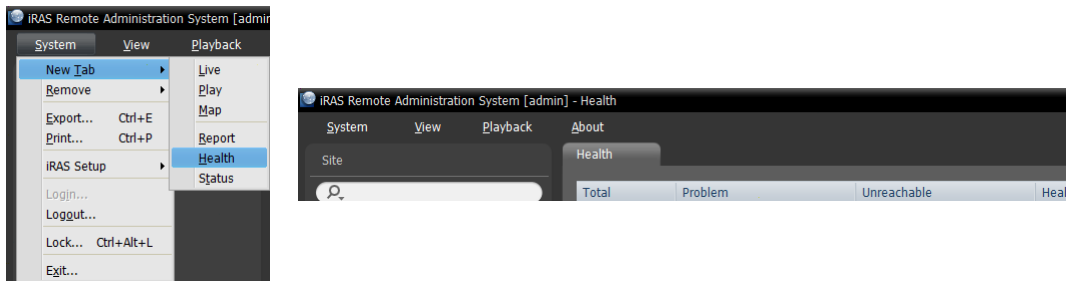 iRAS Remote Administration System [admin
System View Playback
New Tab
Remove
Export... Ctrl+E
Print... Ctrl+P
iRAS Setup
Login...
Logout...
Lock... Ctrl+Alt+L
Exit...
Live
Play
Map
Report
Health
Status
iRAS Remote Administration System [admin] - Health
System View Playback About
Site
Health
Total Problem Unreachable Heal